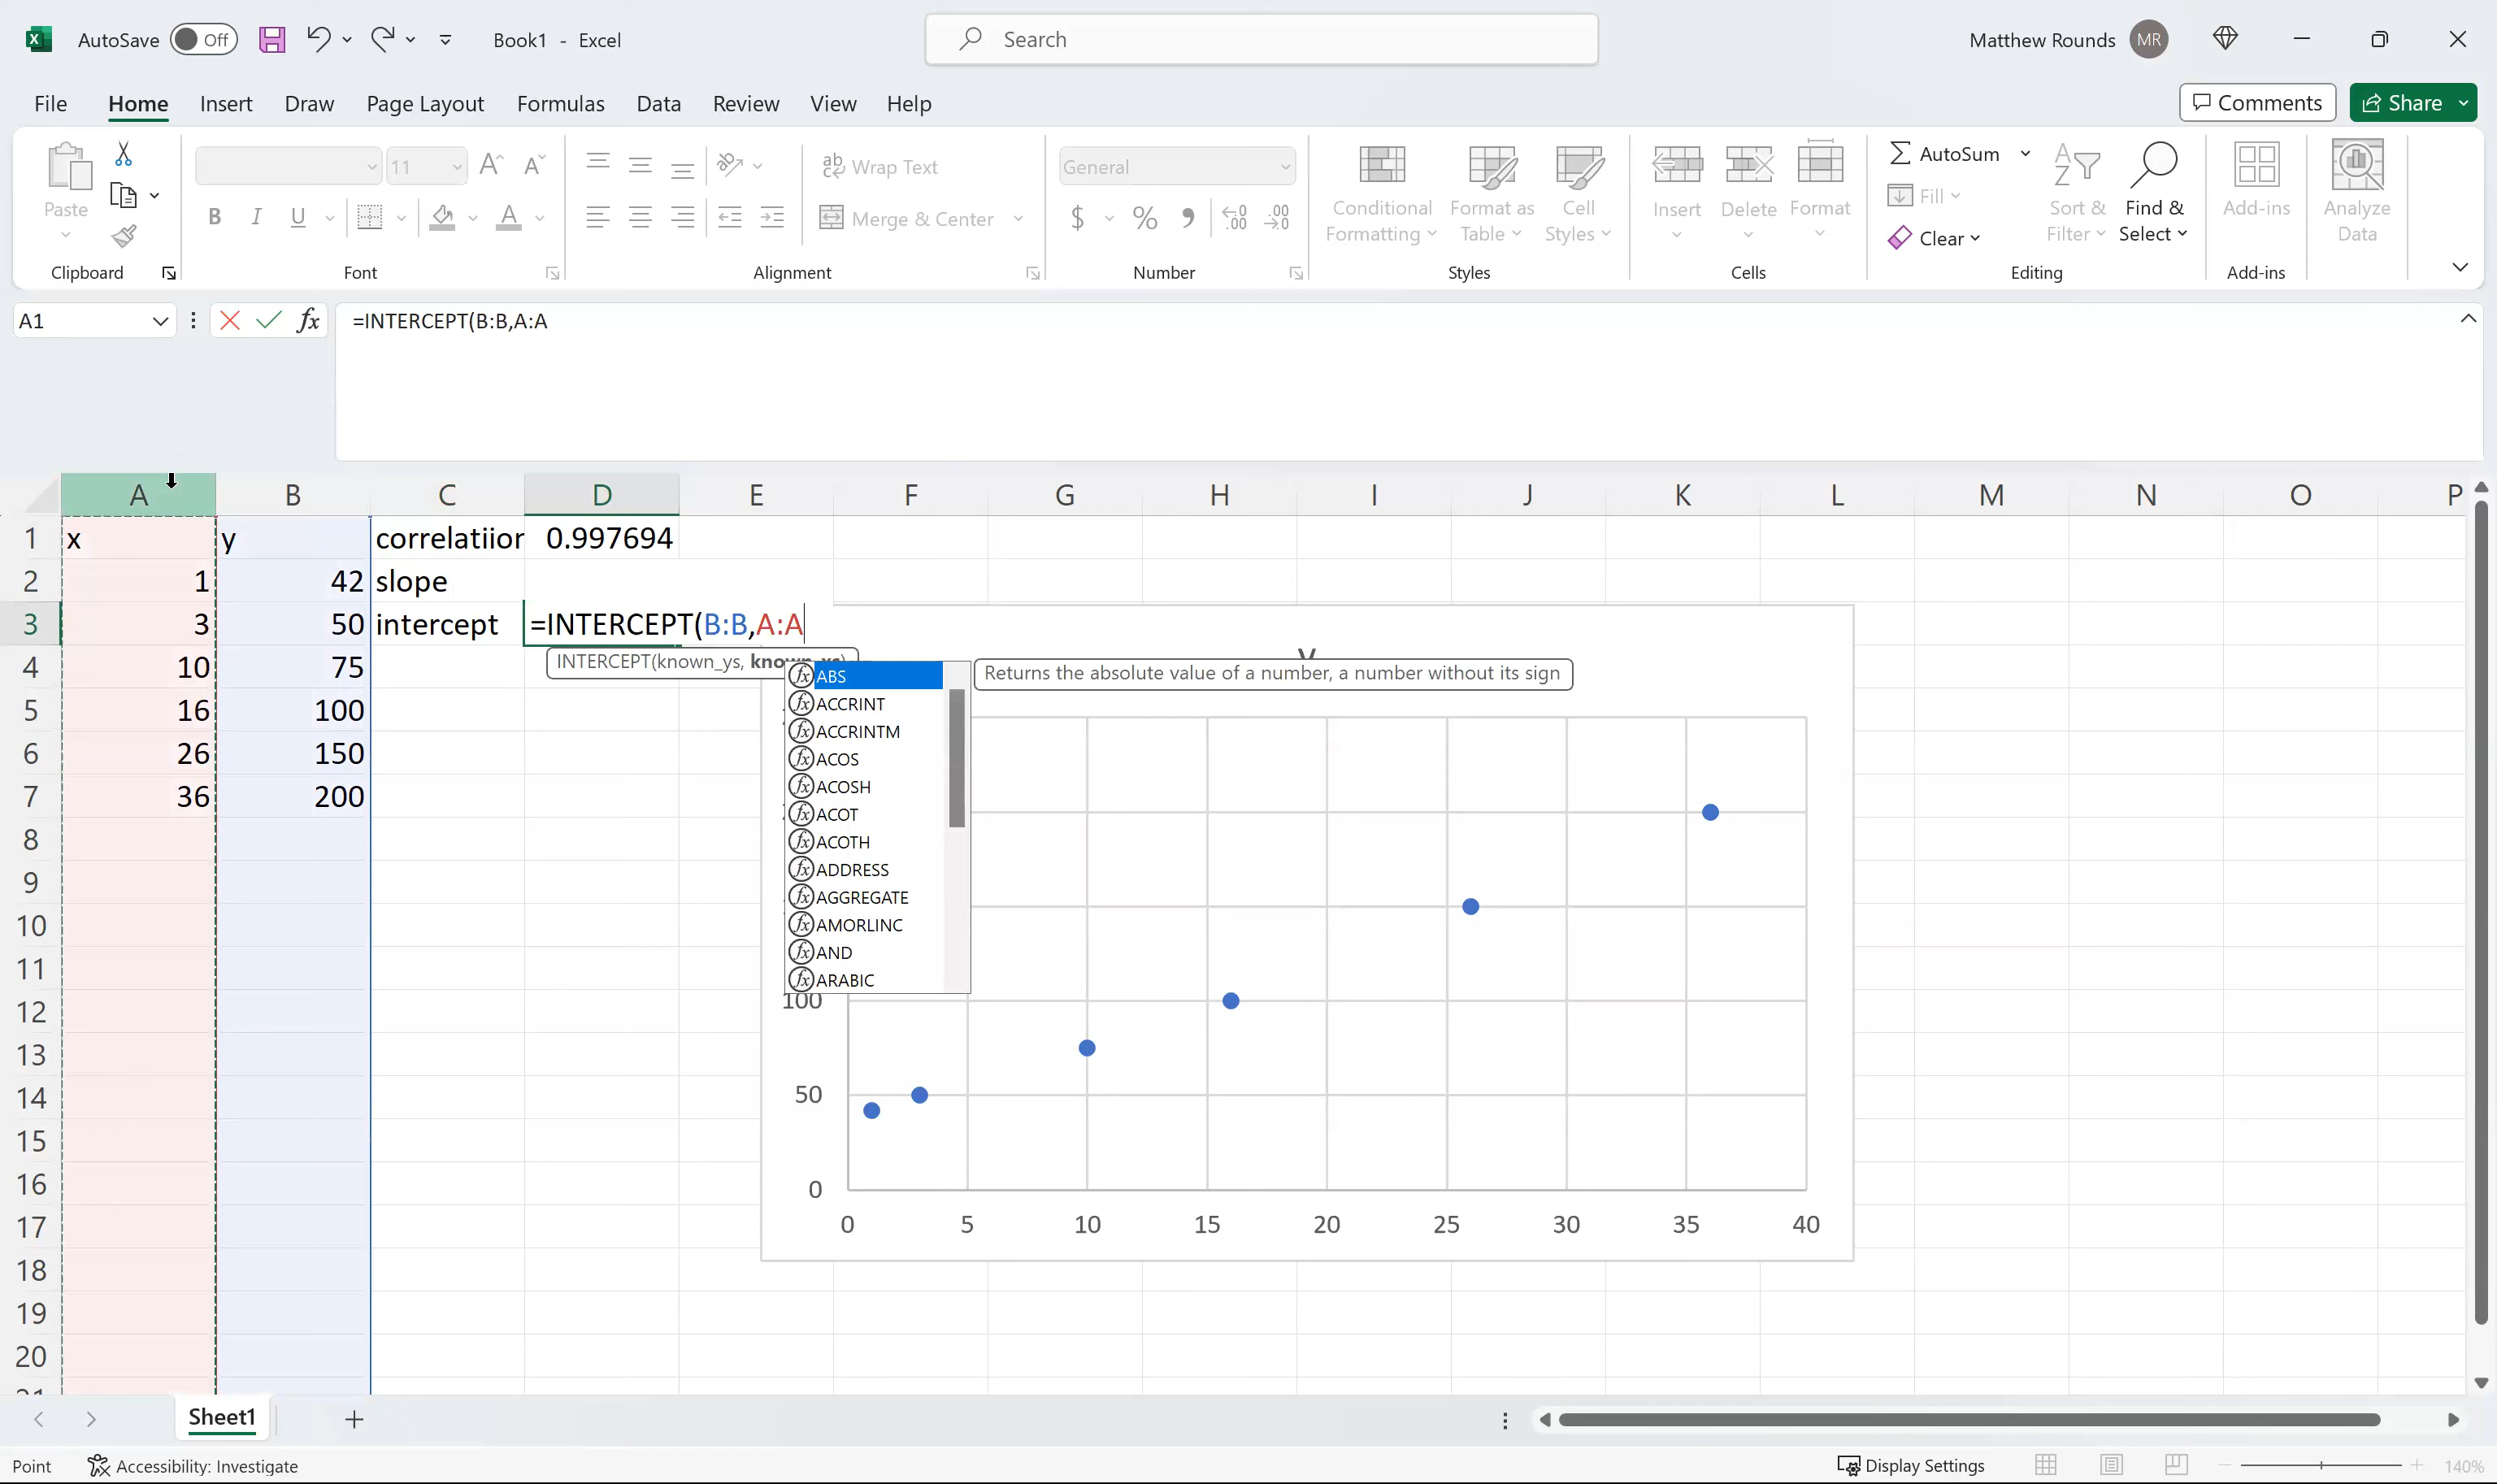 AutoSave Off Book1 - Excel Search Matthew Rounds MR
File Home Insert Draw Page Layout Formulas Data Review View Help Comments Share
Paste 11 Wrap Text General Conditional Formatting Format as Table Cell Styles Insert Delete Format AutoSum Fill Clear Sort & Filter Find & Select Add-ins Analyze Data
B I U Merge & Center $ %
Clipboard Font Alignment Number Styles Cells Editing Add-ins
A1 fx =INTERCEPT(B:B,A:A
A B C D E F G H I J K L M N O P
1 x y correlatiior 0.997694
2 1 42 slope
3 3 50 intercept =INTERCEPT(B:B,A:A
INTERCEPT(known_ys,
4 10 75
5 16 100
6 26 150
7 36 200
8
9
10
11
12
13
14
15
16
17
18
19
20
ABS Returns the absolute value of a number, a number without its sign
ACCRINT
ACCRINTM
ACOS
ACOSH
ACOT
ACOTH
ADDRESS
AGGREGATE
AMORLINC
AND
ARABIC
100
50
0
0 5 10 15 20 25 30 35 40
Sheet1
Point Accessibility: Investigate Display Settings 140%